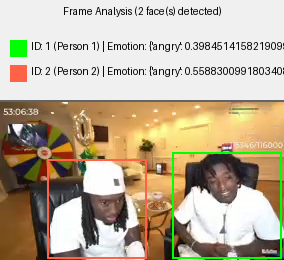 Frame Analysis (2 face(s) detected)
ID: 1 (Person 1) | Emotion: {'angry': 0.3984514158219099
ID: 2 (Person 2) | Emotion: {'angry': 0.5588300991803408
53:06:38